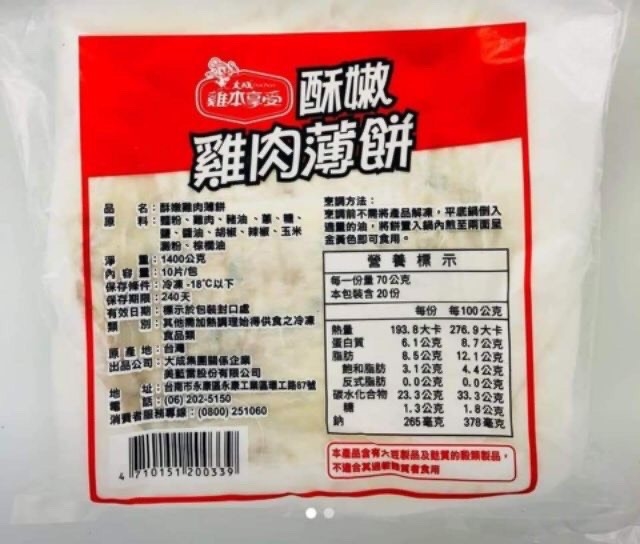 大成
雞本享受
酥嫩
雞肉薄餅
品名：酥嫩雞肉薄餅
原料：麵粉、雞肉、豬油、蔥、糖、
鹽、醬油、胡椒、辣椒、玉米
澱粉、棕櫚油
淨重：1400公克
內容量：10片/包
保存條件：冷凍-18℃以下
保存期限：240天
有效日期：標示於包裝封口處
類別：其他需加熱調理始得供食之冷凍
食品類
原產地：台灣
出品公司：大成集團關係企業
美藍雷股份有限公司
地址：台南市永康區永康工業區環工路87號
電話：(06) 202-5150
消費者服務專線：(0800) 251060
4 710151 200339
烹調方法：
烹調前不需將產品解凍，平底鍋倒入
適量的油，將餅置入鍋內煎至兩面呈
金黃色即可食用。
營養標示
每一份量 70公克
本包裝含 20份
每份 每100公克
熱量 193.8大卡 276.9大卡
蛋白質 6.1公克 8.7公克
脂肪 8.5公克 12.1公克
飽和脂肪 3.1公克 4.4公克
反式脂肪 0.0公克 0.0公克
碳水化合物 23.3公克 33.3公克
糖 1.3公克 1.8公克
鈉 265毫克 378毫克
本產品含有大豆製品及麩質的穀類製品，
不適合其過敏體質者食用